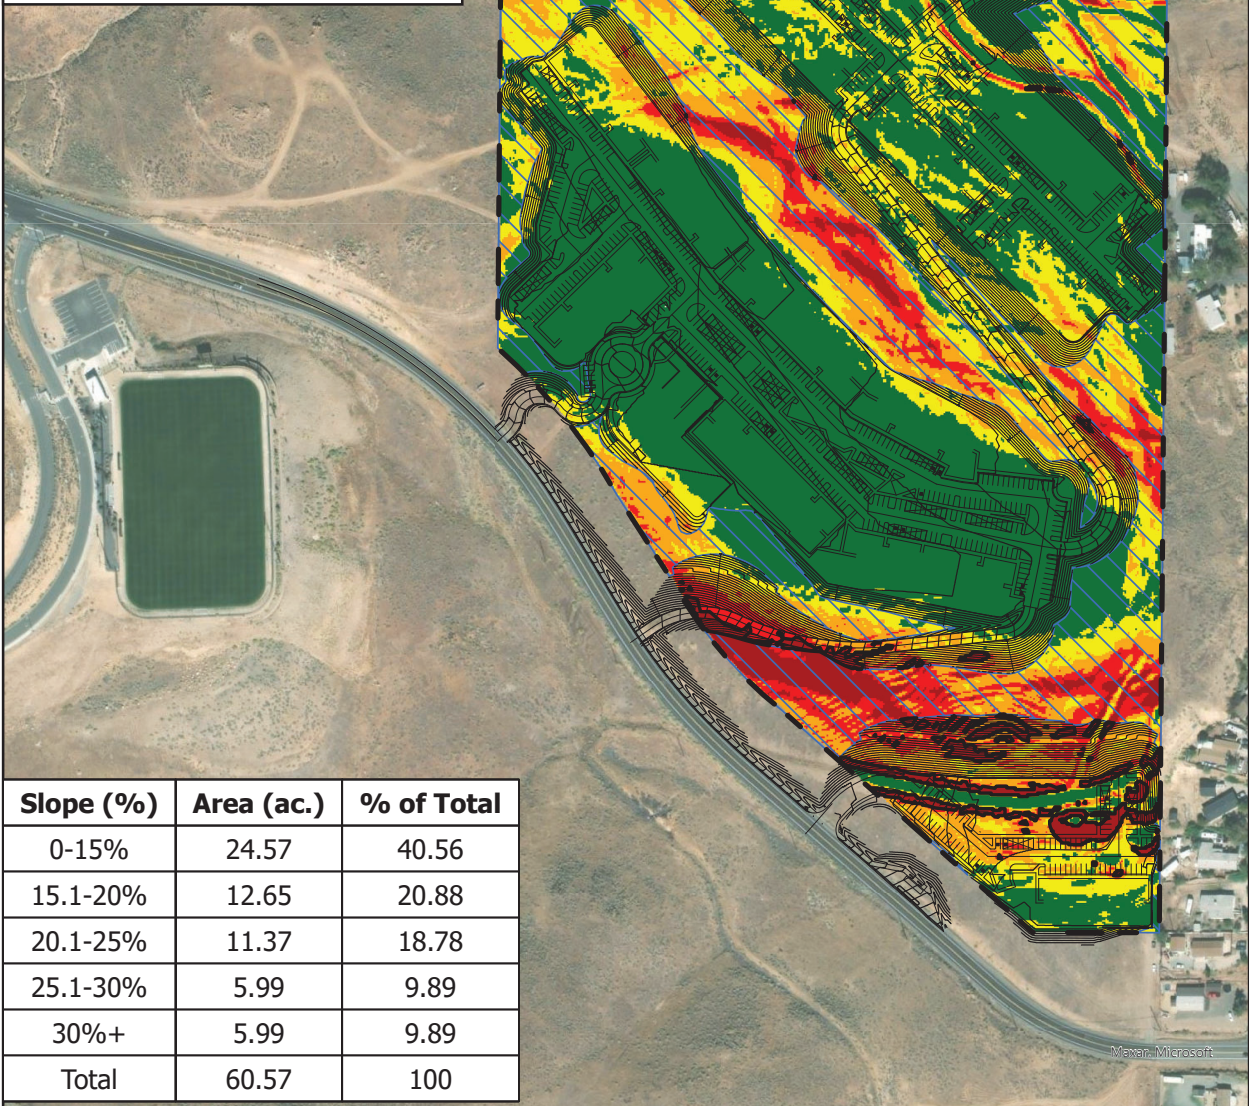 Slope (%) Area (ac.) % of Total
0-15% 24.57 40.56
15.1-20% 12.65 20.88
20.1-25% 11.37 18.78
25.1-30% 5.99 9.89
30%+ 5.99 9.89
Total 60.57 100
Maxar, Microsoft